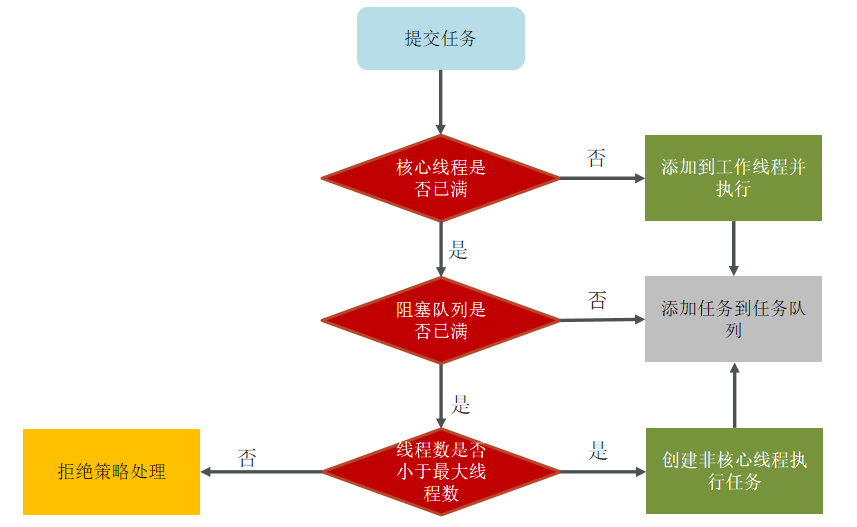 提交任务
核心线程是
否已满
否
添加到工作线程并
执行
是
阻塞队列是
否已满
否
添加任务到任务队
列
是
线程数是否
小于最大线
程数
否
拒绝策略处理
是
创建非核心线程执
行任务